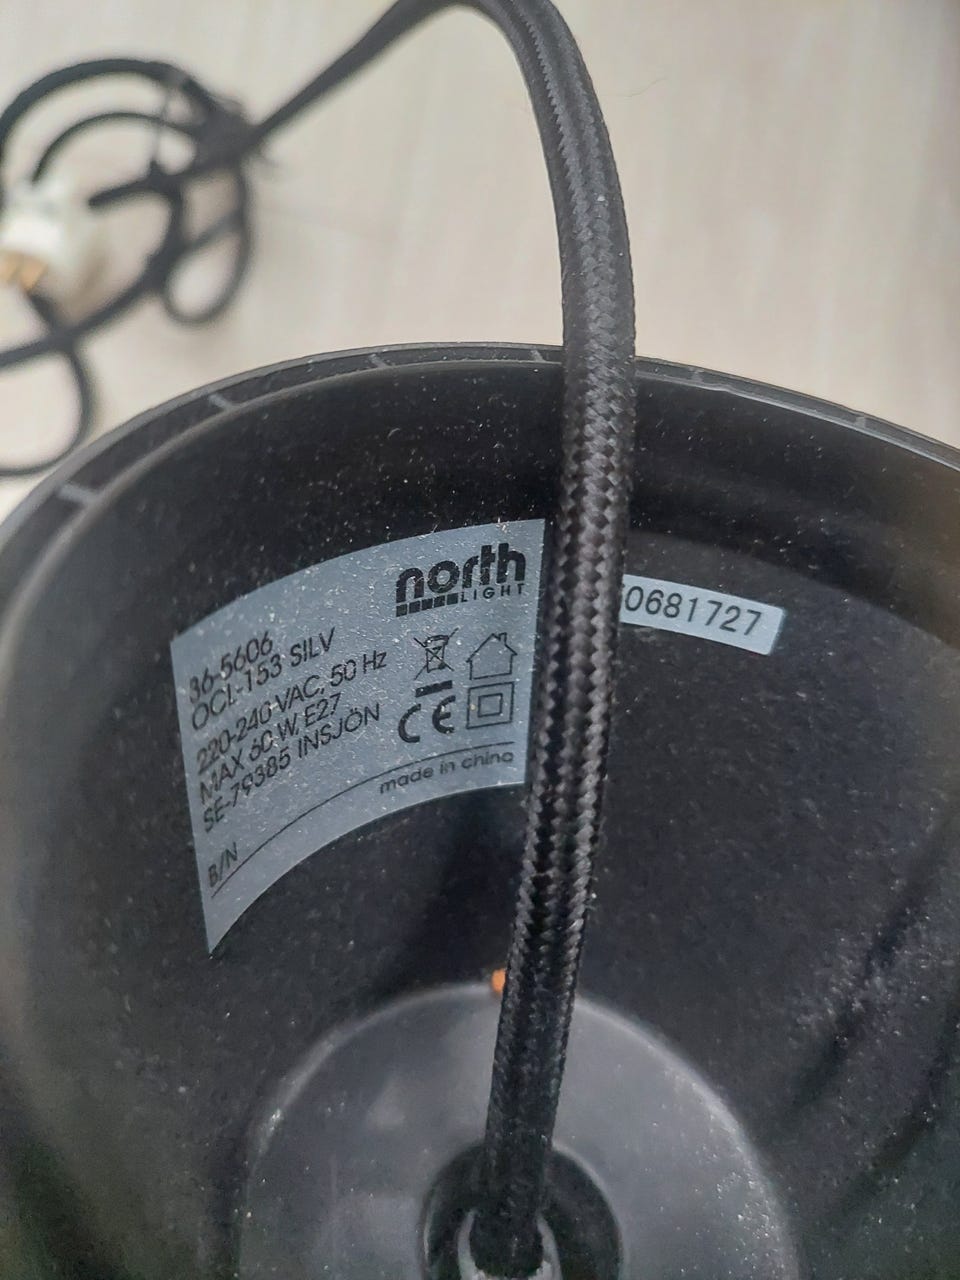 north
LIGHT
36-5606
OCL-153 SILV
220-240 VAC, 50 Hz
MAX 60 W, E27
SE-79385 INSJÖN
CE
made in china
B/N
0681727